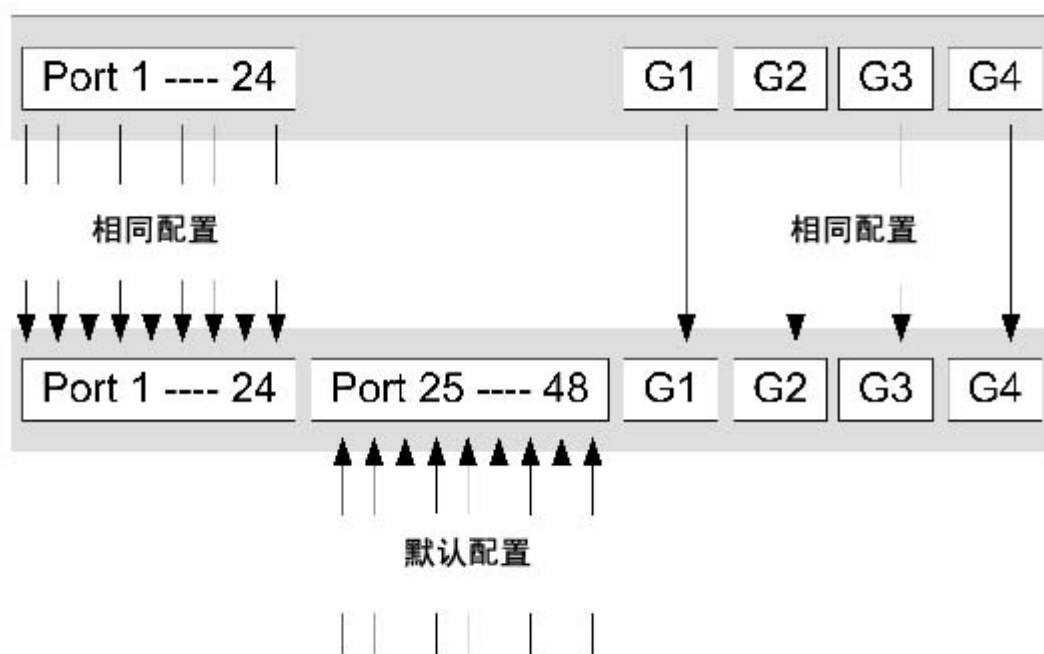 Port 1 ---- 24 G1 G2 G3 G4
相同配置 相同配置
Port 1 ---- 24 Port 25 ---- 48 G1 G2 G3 G4
默认配置